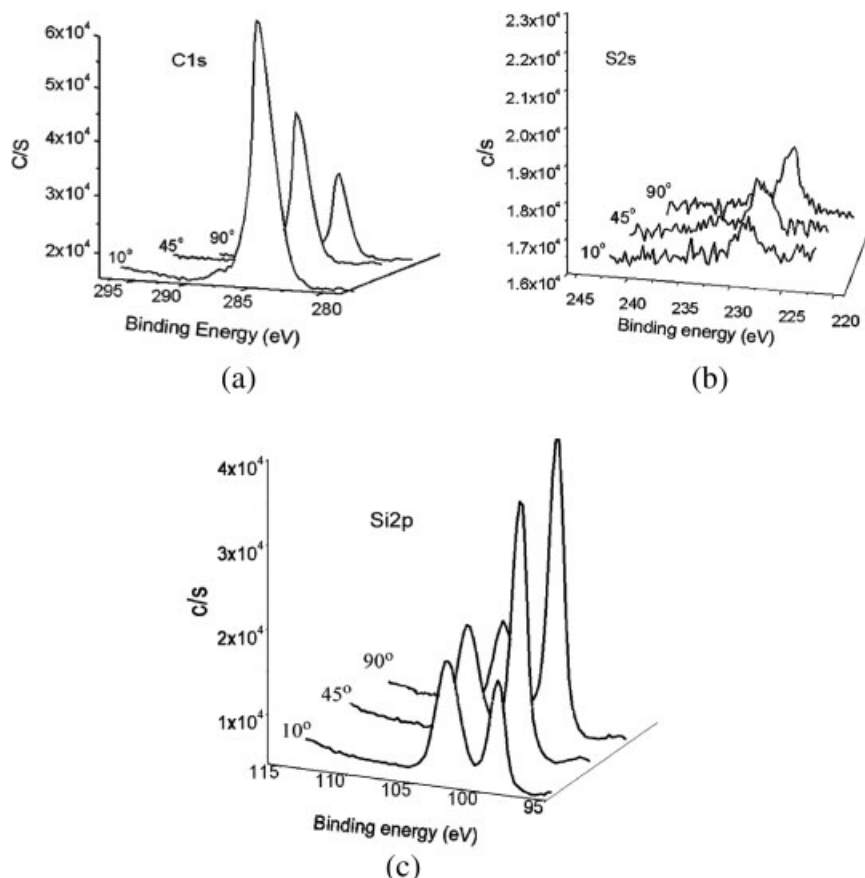 C1s
6x10⁴
5x10⁴
4x10⁴
3x10⁴
2x10⁴
C/S
10°
45°
90°
295
290
285
280
Binding Energy (eV)
(a)
S2s
2.3x10⁴
2.2x10⁴
2.1x10⁴
2.0x10⁴
1.9x10⁴
1.8x10⁴
1.7x10⁴
1.6x10⁴
c/s
90°
45°
10°
245
240
235
230
225
220
Binding energy (eV)
(b)
Si2p
4x10⁴
3x10⁴
2x10⁴
1x10⁴
c/s
90°
45°
10°
115
110
105
100
95
Binding energy (eV)
(c)